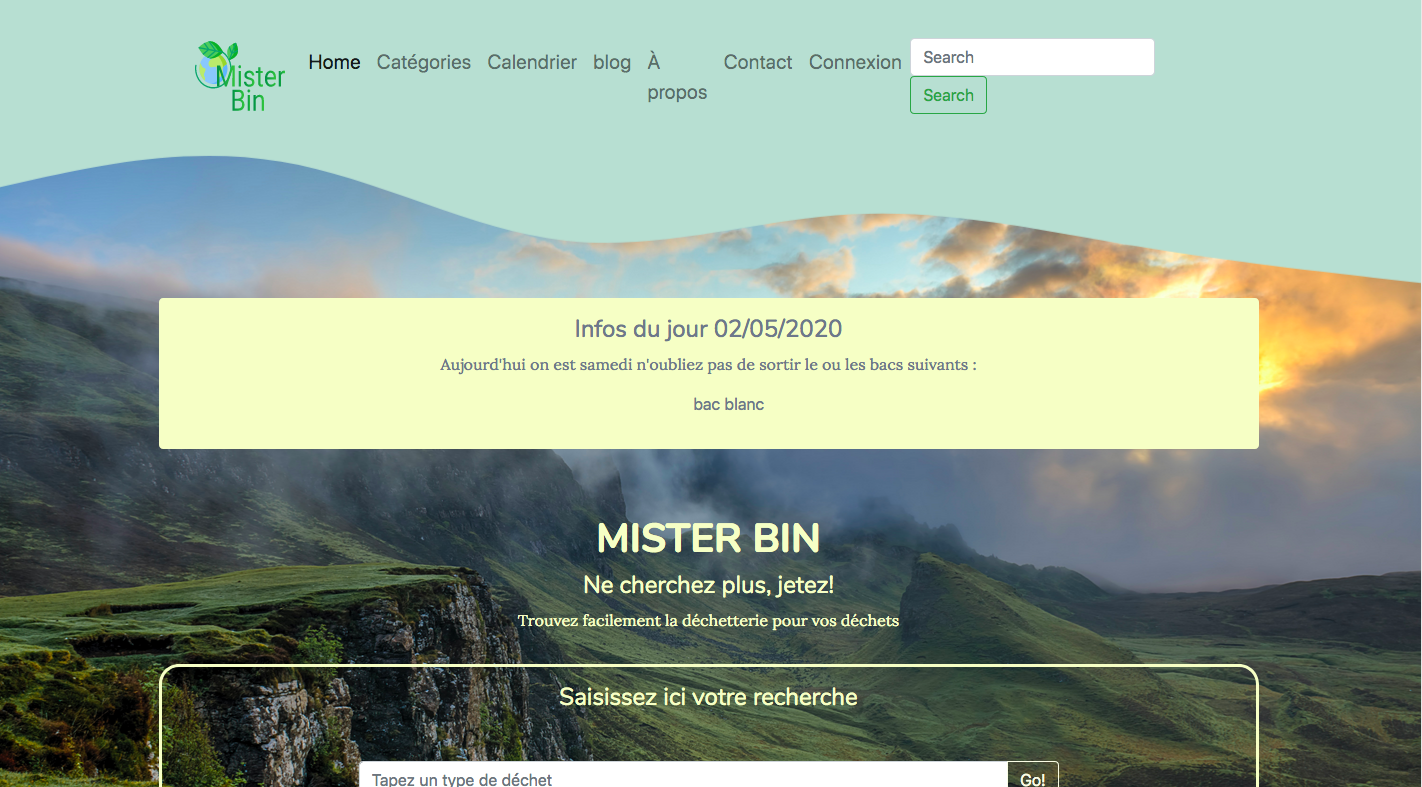 Mister
Bin
Home
Catégories
Calendrier
blog
À
propos
Contact
Connexion
Search
Search
Infos du jour 02/05/2020
Aujourd'hui on est samedi n'oubliez pas de sortir le ou les bacs suivants :
bac blanc
MISTER BIN
Ne cherchez plus, jetez!
Trouvez facilement la déchetterie pour vos déchets
Saisissez ici votre recherche
Tapez un type de déchet
Go!